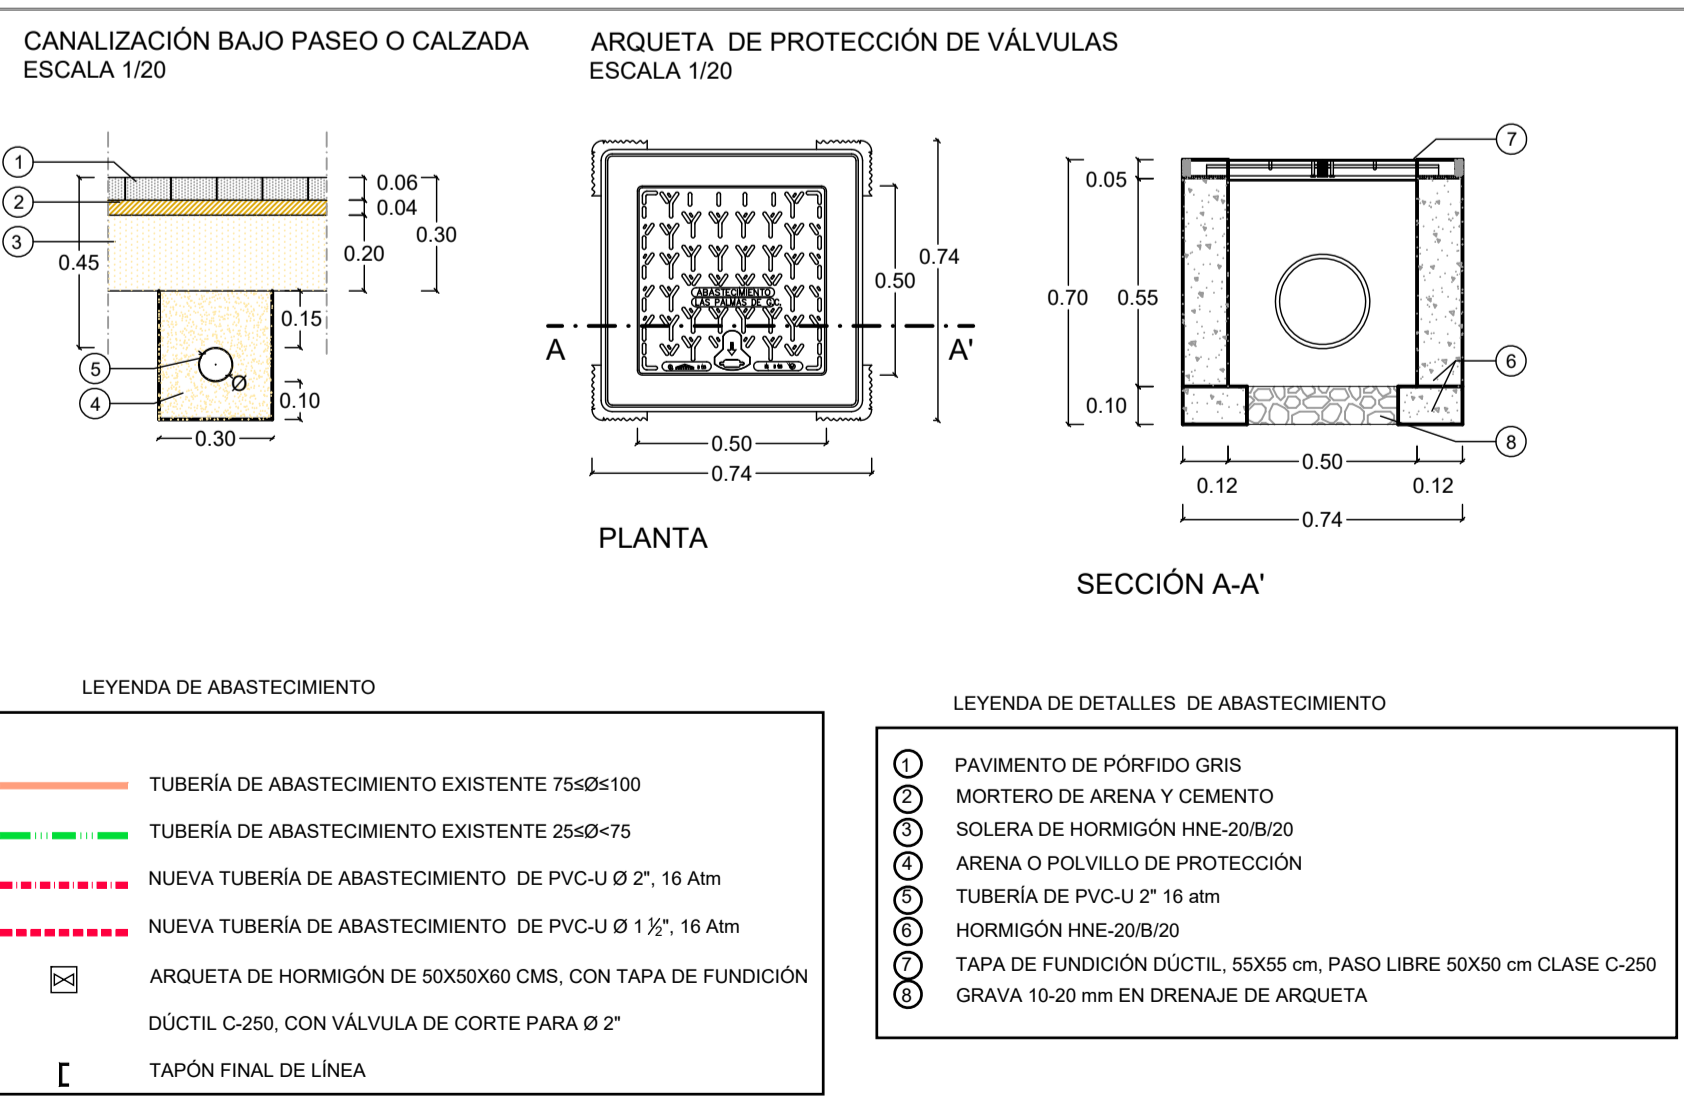 CANALIZACIÓN BAJO PASEO O CALZADA
ESCALA 1/20
ARQUETA  DE PROTECCIÓN DE VÁLVULAS
ESCALA 1/20
1
2
3
0.45
5
4
0.06
0.04
0.30
0.20
0.15
Ø
0.10
0.30
ABASTECIMIENTO
LAS PALMAS DE G.C.
A
A'
0.50
0.74
0.50
0.74
PLANTA
7
0.05
0.70
0.55
6
0.10
8
0.50
0.12
0.12
0.74
SECCIÓN A-A'
LEYENDA DE ABASTECIMIENTO
TUBERÍA DE ABASTECIMIENTO EXISTENTE 75≤Ø≤100
TUBERÍA DE ABASTECIMIENTO EXISTENTE 25≤Ø<75
NUEVA TUBERÍA DE ABASTECIMIENTO  DE PVC-U Ø 2", 16 Atm
NUEVA TUBERÍA DE ABASTECIMIENTO  DE PVC-U Ø 1 ½", 16 Atm
ARQUETA DE HORMIGÓN DE 50X50X60 CMS, CON TAPA DE FUNDICIÓN
DÚCTIL C-250, CON VÁLVULA DE CORTE PARA Ø 2"
TAPÓN FINAL DE LÍNEA
LEYENDA DE DETALLES  DE ABASTECIMIENTO
1 PAVIMENTO DE PÓRFIDO GRIS
2 MORTERO DE ARENA Y CEMENTO
3 SOLERA DE HORMIGÓN HNE-20/B/20
4 ARENA O POLVILLO DE PROTECCIÓN
5 TUBERÍA DE PVC-U 2" 16 atm
6 HORMIGÓN HNE-20/B/20
7 TAPA DE FUNDICIÓN DÚCTIL, 55X55 cm, PASO LIBRE 50X50 cm CLASE C-250
8 GRAVA 10-20 mm EN DRENAJE DE ARQUETA